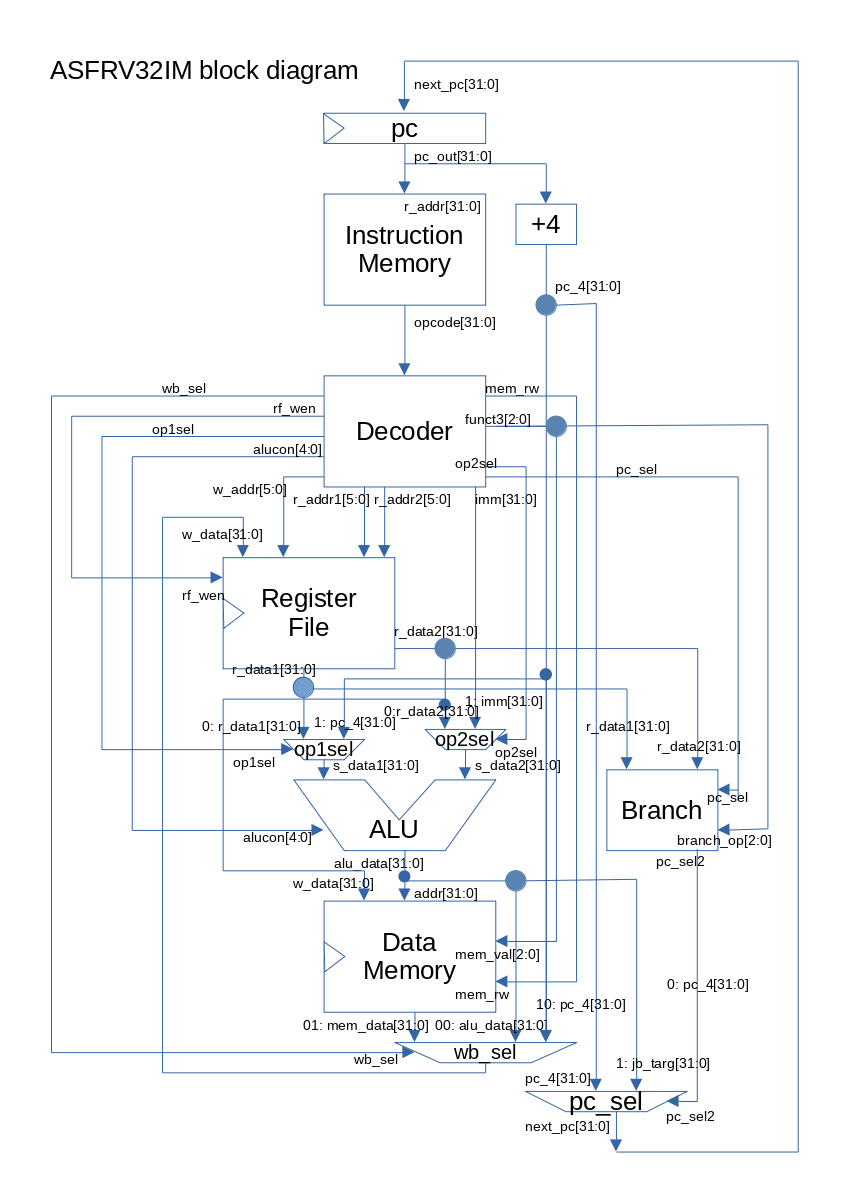 ASFRV32IM block diagram
next_pc[31:0]
pc
pc_out[31:0]
r_addr[31:0]
Instruction
Memory
+4
pc_4[31:0]
opcode[31:0]
wb_sel
mem_rw
rf_wen
funct3[2:0]
op1sel
Decoder
alucon[4:0]
op2sel
pc_sel
w_addr[5:0]
r_addr1[5:0]
r_addr2[5:0]
imm[31:0]
w_data[31:0]
rf_wen
Register
File
r_data2[31:0]
r_data1[31:0]
1: imm[31:0]
0:r_data2[31:0]
0: r_data1[31:0]
1: pc_4[31:0]
r_data1[31:0]
r_data2[31:0]
op1sel
op2sel
op1sel
op2sel
s_data1[31:0]
s_data2[31:0]
pc_sel
Branch
ALU
alucon[4:0]
branch_op[2:0]
alu_data[31:0]
pc_sel2
w_data[31:0]
addr[31:0]
Data
Memory
mem_val[2:0]
mem_rw
0: pc_4[31:0]
10: pc_4[31:0]
01: mem_data[31:0]
00: alu_data[31:0]
wb_sel
wb_sel
1: jb_targ[31:0]
pc_4[31:0]
pc_sel
pc_sel2
next_pc[31:0]